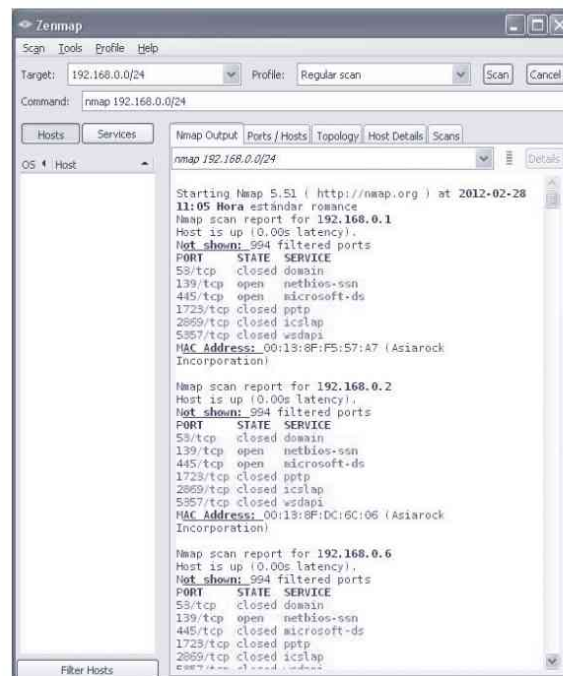 Zenmap
Scan Tools Profile Help
Target: 192.168.0.0/24 Profile: Regular scan Scan Cancel
Command: nmap 192.168.0.0/24
Hosts Services Nmap Output Ports / Hosts Topology Host Details Scans
OS Host nmap 192.168.0.0/24 Details
Starting Nmap 5.51 ( http://nmap.org ) at 2012-02-28
11:05 Hora estándar romance
Nmap scan report for 192.168.0.1
Host is up (0.00s latency).
Not shown: 994 filtered ports
PORT STATE SERVICE
53/tcp closed domain
139/tcp open netbios-ssn
445/tcp open microsoft-ds
1723/tcp closed pptp
2869/tcp closed icslap
5357/tcp closed wsdapi
MAC Address: 00:13:8F:F5:57:A7 (Asiarock
Incorporation)
Nmap scan report for 192.168.0.2
Host is up (0.00s latency).
Not shown: 994 filtered ports
PORT STATE SERVICE
53/tcp closed domain
139/tcp open netbios-ssn
445/tcp open microsoft-ds
1723/tcp closed pptp
2869/tcp closed icslap
5357/tcp closed wsdapi
MAC Address: 00:13:8F:DC:6C:06 (Asiarock
Incorporation)
Nmap scan report for 192.168.0.6
Host is up (0.00s latency).
Not shown: 994 filtered ports
PORT STATE SERVICE
53/tcp closed domain
139/tcp open netbios-ssn
445/tcp open microsoft-ds
1723/tcp closed pptp
2869/tcp closed icslap
5357/tcp closed wsdapi
Filter Hosts